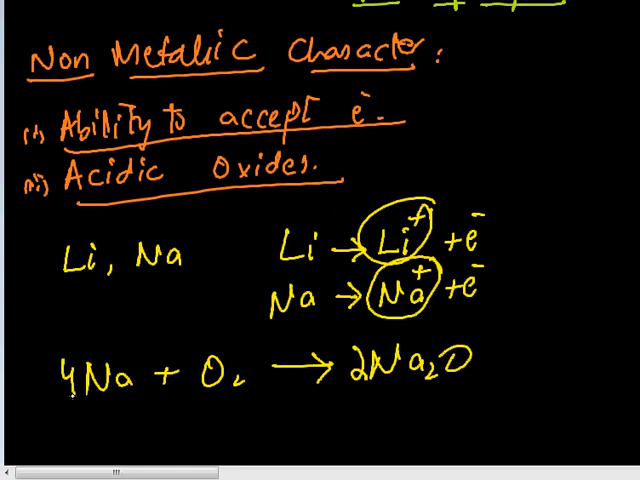 Non Metallic Character:
(i) Ability to accept e⁻.
(ii) Acidic Oxides.
Li, Na Li → Li⁺ + e⁻
Na → Na⁺ + e⁻
4Na + O₂ → 2Na₂O